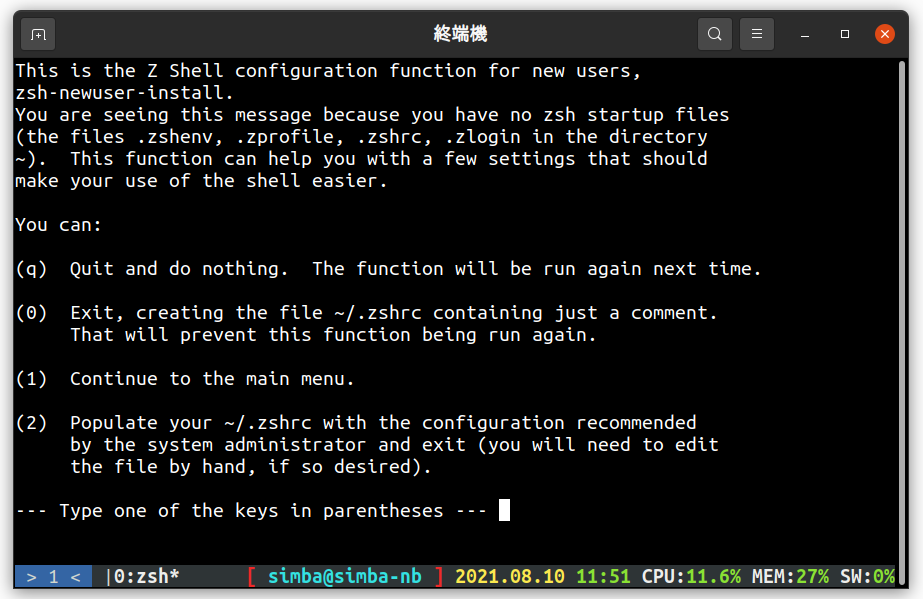 終端機
This is the Z Shell configuration function for new users,
zsh-newuser-install.
You are seeing this message because you have no zsh startup files
(the files .zshenv, .zprofile, .zshrc, .zlogin in the directory
~).  This function can help you with a few settings that should
make your use of the shell easier.

You can:

(q)  Quit and do nothing.  The function will be run again next time.

(0)  Exit, creating the file ~/.zshrc containing just a comment.
     That will prevent this function being run again.

(1)  Continue to the main menu.

(2)  Populate your ~/.zshrc with the configuration recommended
     by the system administrator and exit (you will need to edit
     the file by hand, if so desired).

--- Type one of the keys in parentheses ---
> 1 < |0:zsh* [ simba@simba-nb ] 2021.08.10 11:51 CPU:11.6% MEM:27% SW:0%